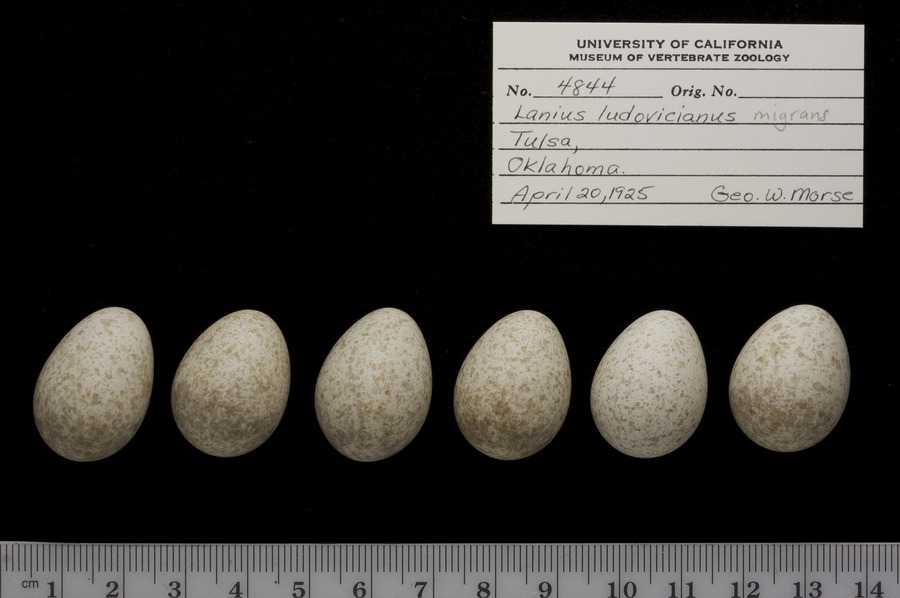 UNIVERSITY OF CALIFORNIA
MUSEUM OF VERTEBRATE ZOOLOGY
No. 4844 Orig. No.
Lanius ludovicianus migrans
Tulsa,
Oklahoma.
April 20, 1925 Geo. W. Morse
cm 1 2 3 4 5 6 7 8 9 10 11 12 13 14